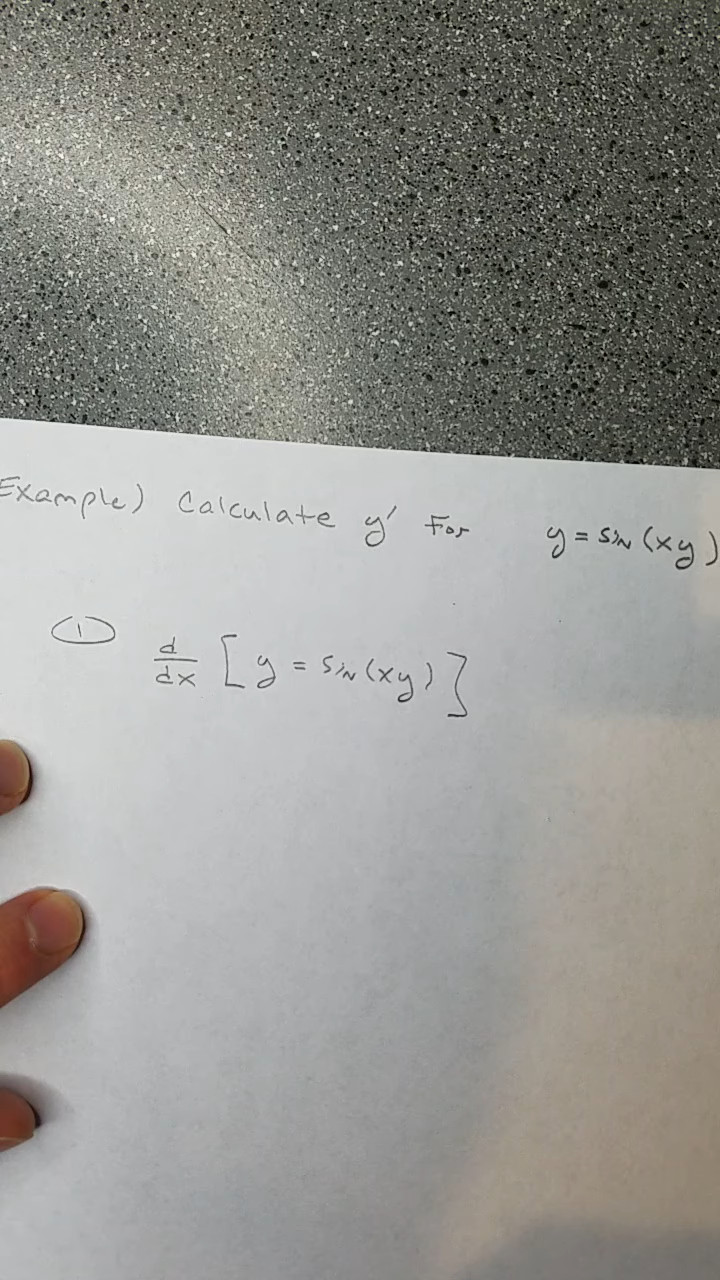 Example) Calculate y' For y = sin(xy)
① d/dx [y = sin(xy)]